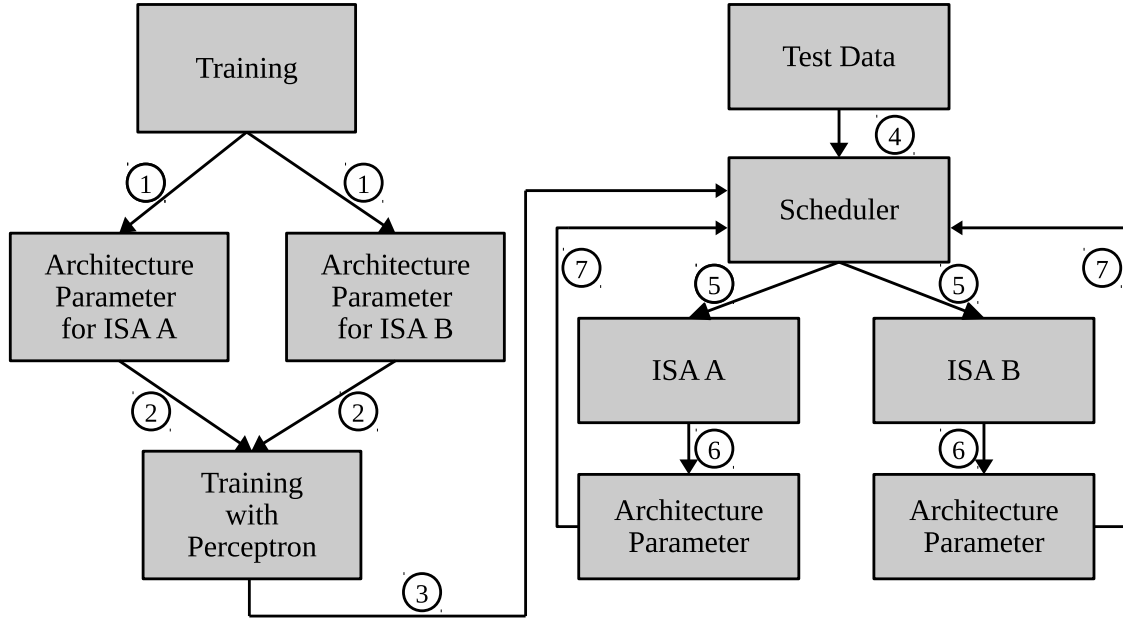 Training
1
1
Architecture
Parameter
for ISA A
Architecture
Parameter
for ISA B
2
2
Training
with
Perceptron
3
Test Data
4
Scheduler
7
5
5
7
ISA A
ISA B
6
6
Architecture
Parameter
Architecture
Parameter